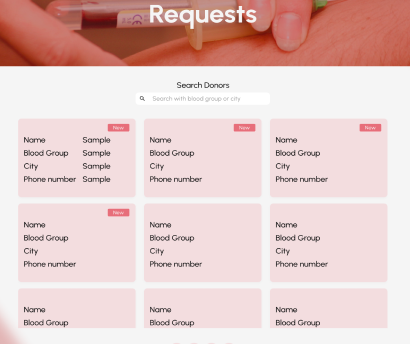 Requests
Search Donors
Search with blood group or city
New
Name Sample
Blood Group Sample
City Sample
Phone number Sample
New
Name
Blood Group
City
Phone number
New
Name
Blood Group
City
Phone number
New
Name
Blood Group
City
Phone number
Name
Blood Group
City
Phone number
Name
Blood Group
City
Phone number
Name
Blood Group
Name
Blood Group
Name
Blood Group